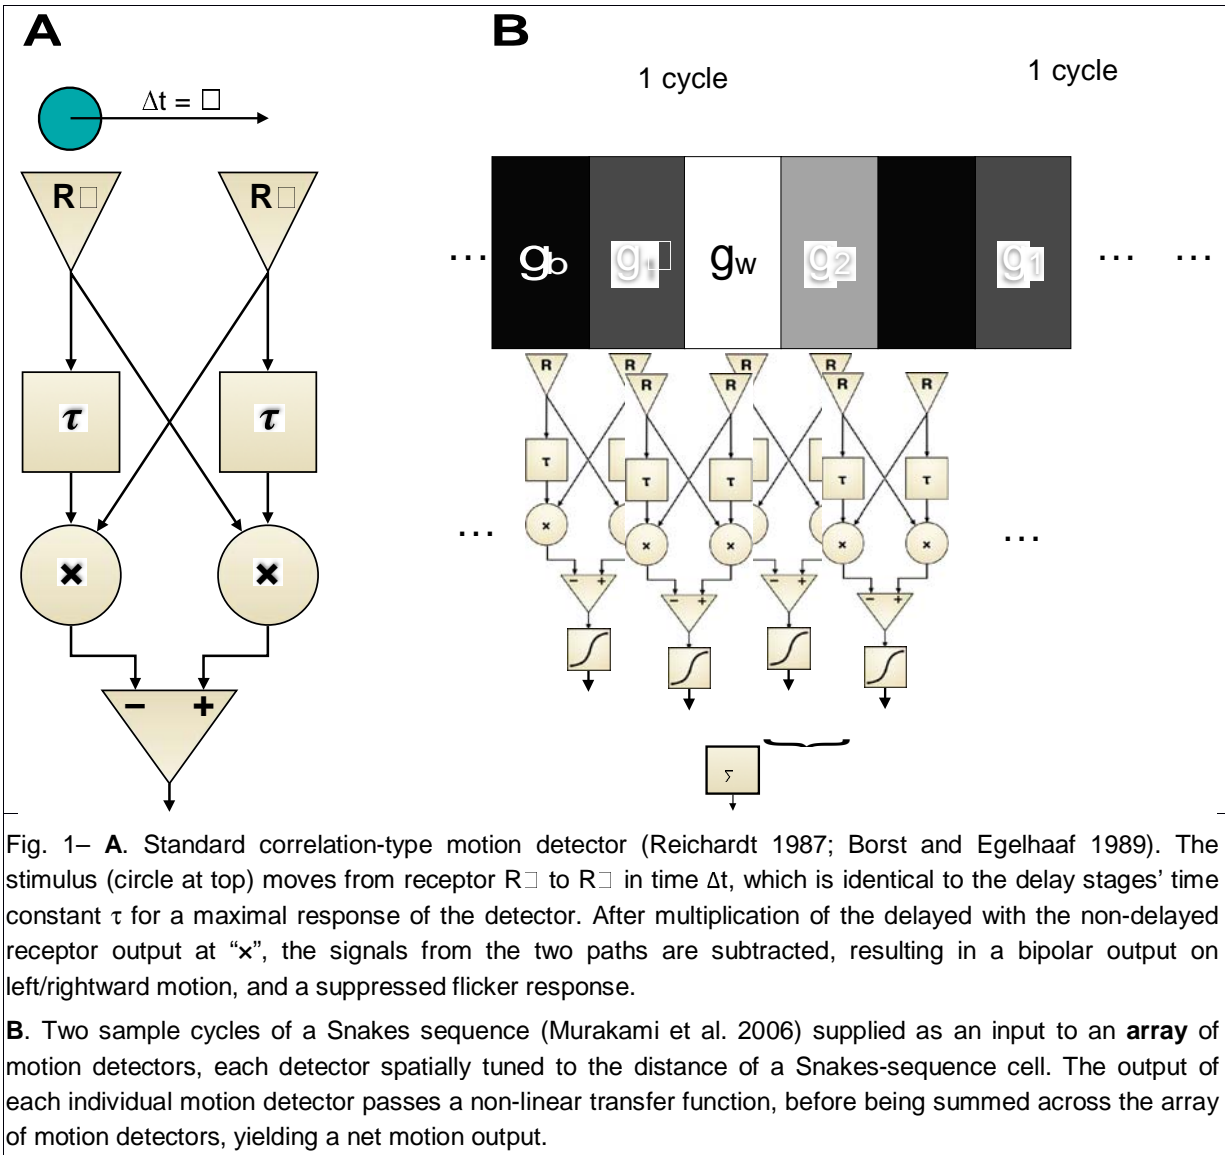 A
B
1 cycle
1 cycle
Δt = □
R□
R□
... gb g1□ gw g2 g1 ... ...
R R R R
R R R R
τ
τ
τ
τ τ τ τ
...
×
×
×
× × × ×
...
− + − +
− + − +
− +
Σ
Fig. 1– A. Standard correlation-type motion detector (Reichardt 1987; Borst and Egelhaaf 1989). The
stimulus (circle at top) moves from receptor R□ to R□ in time Δt, which is identical to the delay stages’ time
constant τ for a maximal response of the detector. After multiplication of the delayed with the non-delayed
receptor output at “×”, the signals from the two paths are subtracted, resulting in a bipolar output on
left/rightward motion, and a suppressed flicker response.
B. Two sample cycles of a Snakes sequence (Murakami et al. 2006) supplied as an input to an array of
motion detectors, each detector spatially tuned to the distance of a Snakes-sequence cell. The output of
each individual motion detector passes a non-linear transfer function, before being summed across the array
of motion detectors, yielding a net motion output.